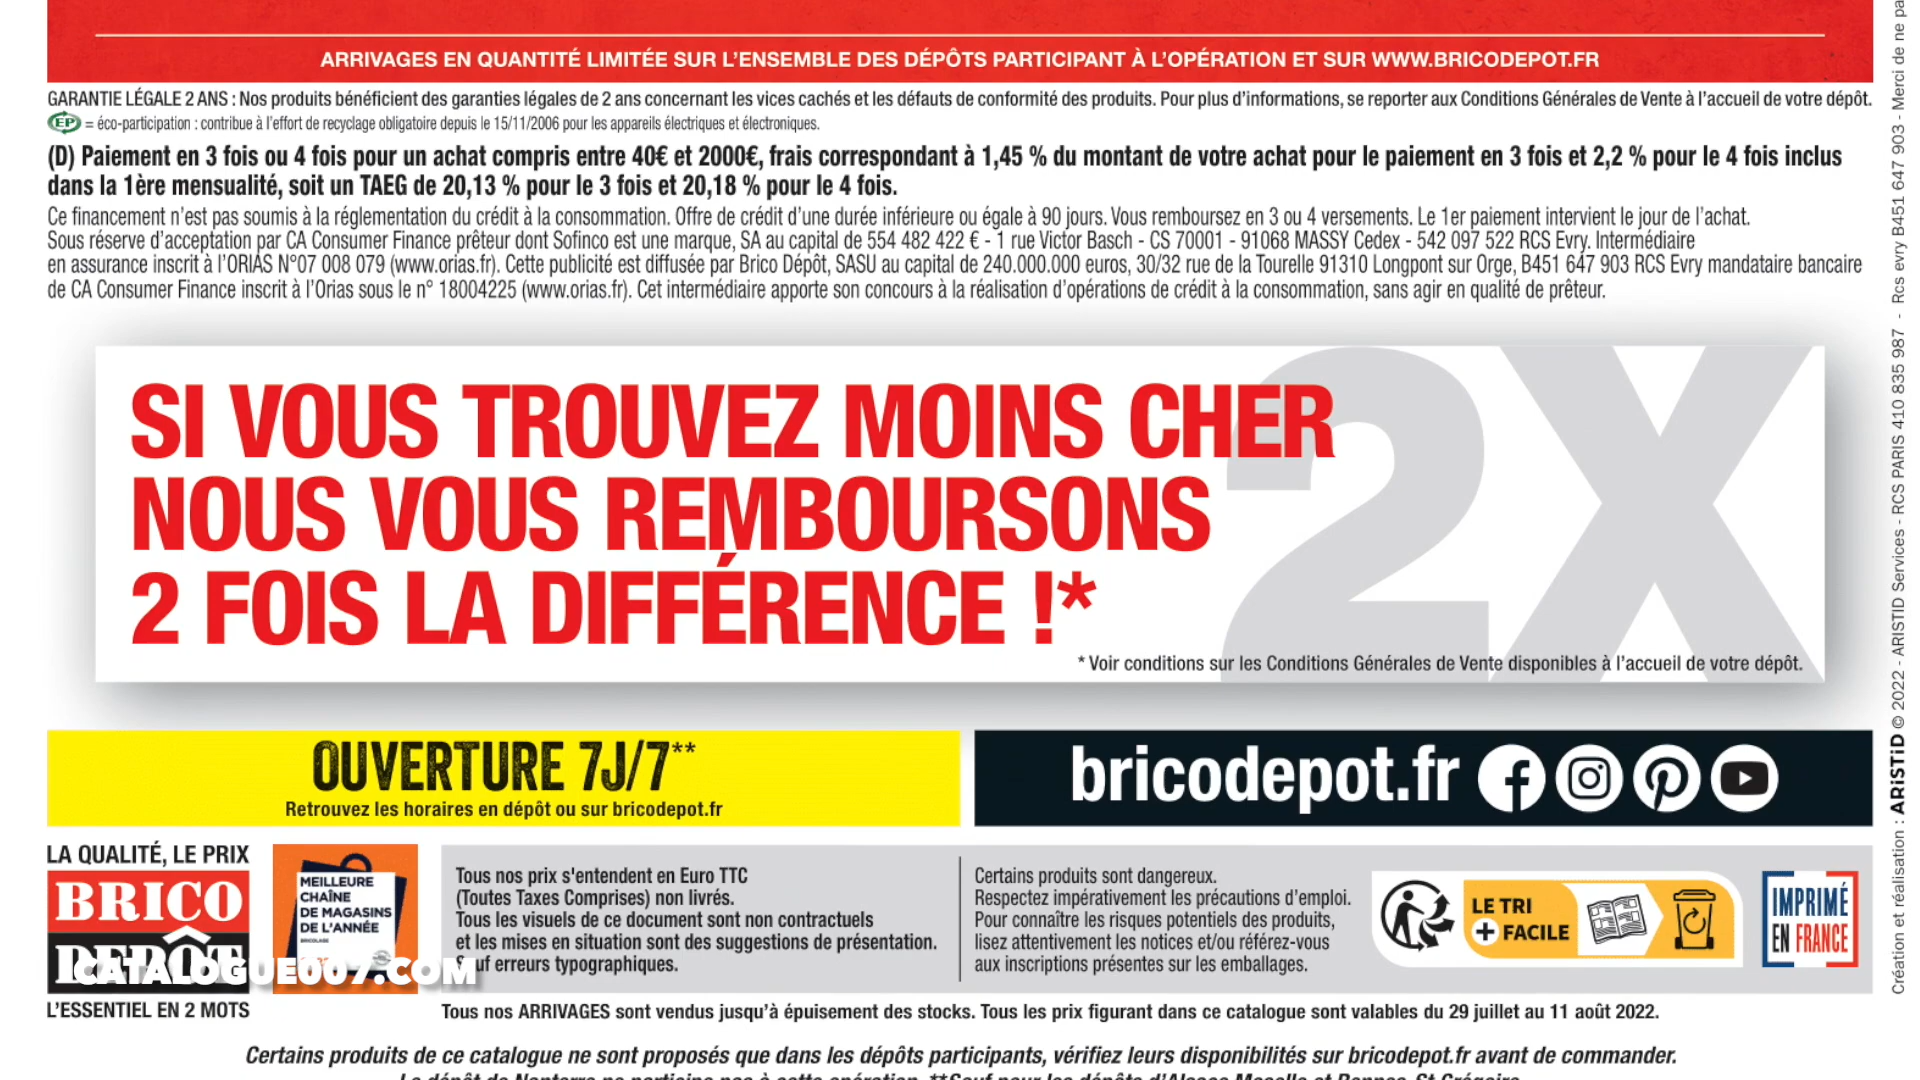 ARRIVAGES EN QUANTITÉ LIMITÉE SUR L'ENSEMBLE DES DÉPÔTS PARTICIPANT À L'OPÉRATION ET SUR WWW.BRICODEPOT.FR
GARANTIE LÉGALE 2 ANS : Nos produits bénéficient des garanties légales de 2 ans concernant les vices cachés et les défauts de conformité des produits. Pour plus d'informations, se reporter aux Conditions Générales de Vente à l'accueil de votre dépôt.
EP = éco-participation : contribue à l'effort de recyclage obligatoire depuis le 15/11/2006 pour les appareils électriques et électroniques.
(D) Paiement en 3 fois ou 4 fois pour un achat compris entre 40€ et 2000€, frais correspondant à 1,45 % du montant de votre achat pour le paiement en 3 fois et 2,2 % pour le 4 fois inclus
dans la 1ère mensualité, soit un TAEG de 20,13 % pour le 3 fois et 20,18 % pour le 4 fois.
Ce financement n'est pas soumis à la réglementation du crédit à la consommation. Offre de crédit d'une durée inférieure ou égale à 90 jours. Vous remboursez en 3 ou 4 versements. Le 1er paiement intervient le jour de l'achat.
Sous réserve d'acceptation par CA Consumer Finance prêteur dont Sofinco est une marque, SA au capital de 554 482 422 € - 1 rue Victor Basch - CS 70001 - 91068 MASSY Cedex - 542 097 522 RCS Evry. Intermédiaire
en assurance inscrit à l'ORIAS N°07 008 079 (www.orias.fr). Cette publicité est diffusée par Brico Dépôt, SASU au capital de 240.000.000 euros, 30/32 rue de la Tourelle 91310 Longpont sur Orge, B451 647 903 RCS Evry mandataire bancaire
de CA Consumer Finance inscrit à l'Orias sous le n° 18004225 (www.orias.fr). Cet intermédiaire apporte son concours à la réalisation d'opérations de crédit à la consommation, sans agir en qualité de prêteur.
SI VOUS TROUVEZ MOINS CHER
NOUS VOUS REMBOURSONS
2 FOIS LA DIFFÉRENCE !*
2X
* Voir conditions sur les Conditions Générales de Vente disponibles à l'accueil de votre dépôt.
OUVERTURE 7J/7**
Retrouvez les horaires en dépôt ou sur bricodepot.fr
bricodepot.fr
LA QUALITÉ, LE PRIX
BRICO
DEPÔT
L'ESSENTIEL EN 2 MOTS
MEILLEURE
CHAÎNE
DE MAGASINS
DE L'ANNÉE
BRICOLAGE
CATALOGUE007.COM
Tous nos prix s'entendent en Euro TTC
(Toutes Taxes Comprises) non livrés.
Tous les visuels de ce document sont non contractuels
et les mises en situation sont des suggestions de présentation.
Sauf erreurs typographiques.
Certains produits sont dangereux.
Respectez impérativement les précautions d'emploi.
Pour connaître les risques potentiels des produits,
lisez attentivement les notices et/ou référez-vous
aux inscriptions présentes sur les emballages.
LE TRI
+ FACILE
IMPRIMÉ
EN FRANCE
Tous nos ARRIVAGES sont vendus jusqu'à épuisement des stocks. Tous les prix figurant dans ce catalogue sont valables du 29 juillet au 11 août 2022.
Certains produits de ce catalogue ne sont proposés que dans les dépôts participants, vérifiez leurs disponibilités sur bricodepot.fr avant de commander.
Le dépôt de Nanterre ne participe pas à cette opération. **Sauf pour les dépôts d'Alsace Moselle et Rennes-St Grégoire
Création et réalisation : ARiSTiD © 2022 - ARISTID Services - RCS PARIS 410 835 987 - Rcs evry B451 647 903 - Merci de ne pa